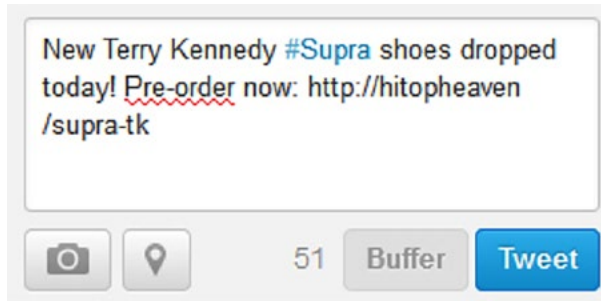 New Terry Kennedy #Supra shoes dropped
today! Pre-order now: http://hitopheaven
/supra-tk
51 Buffer Tweet